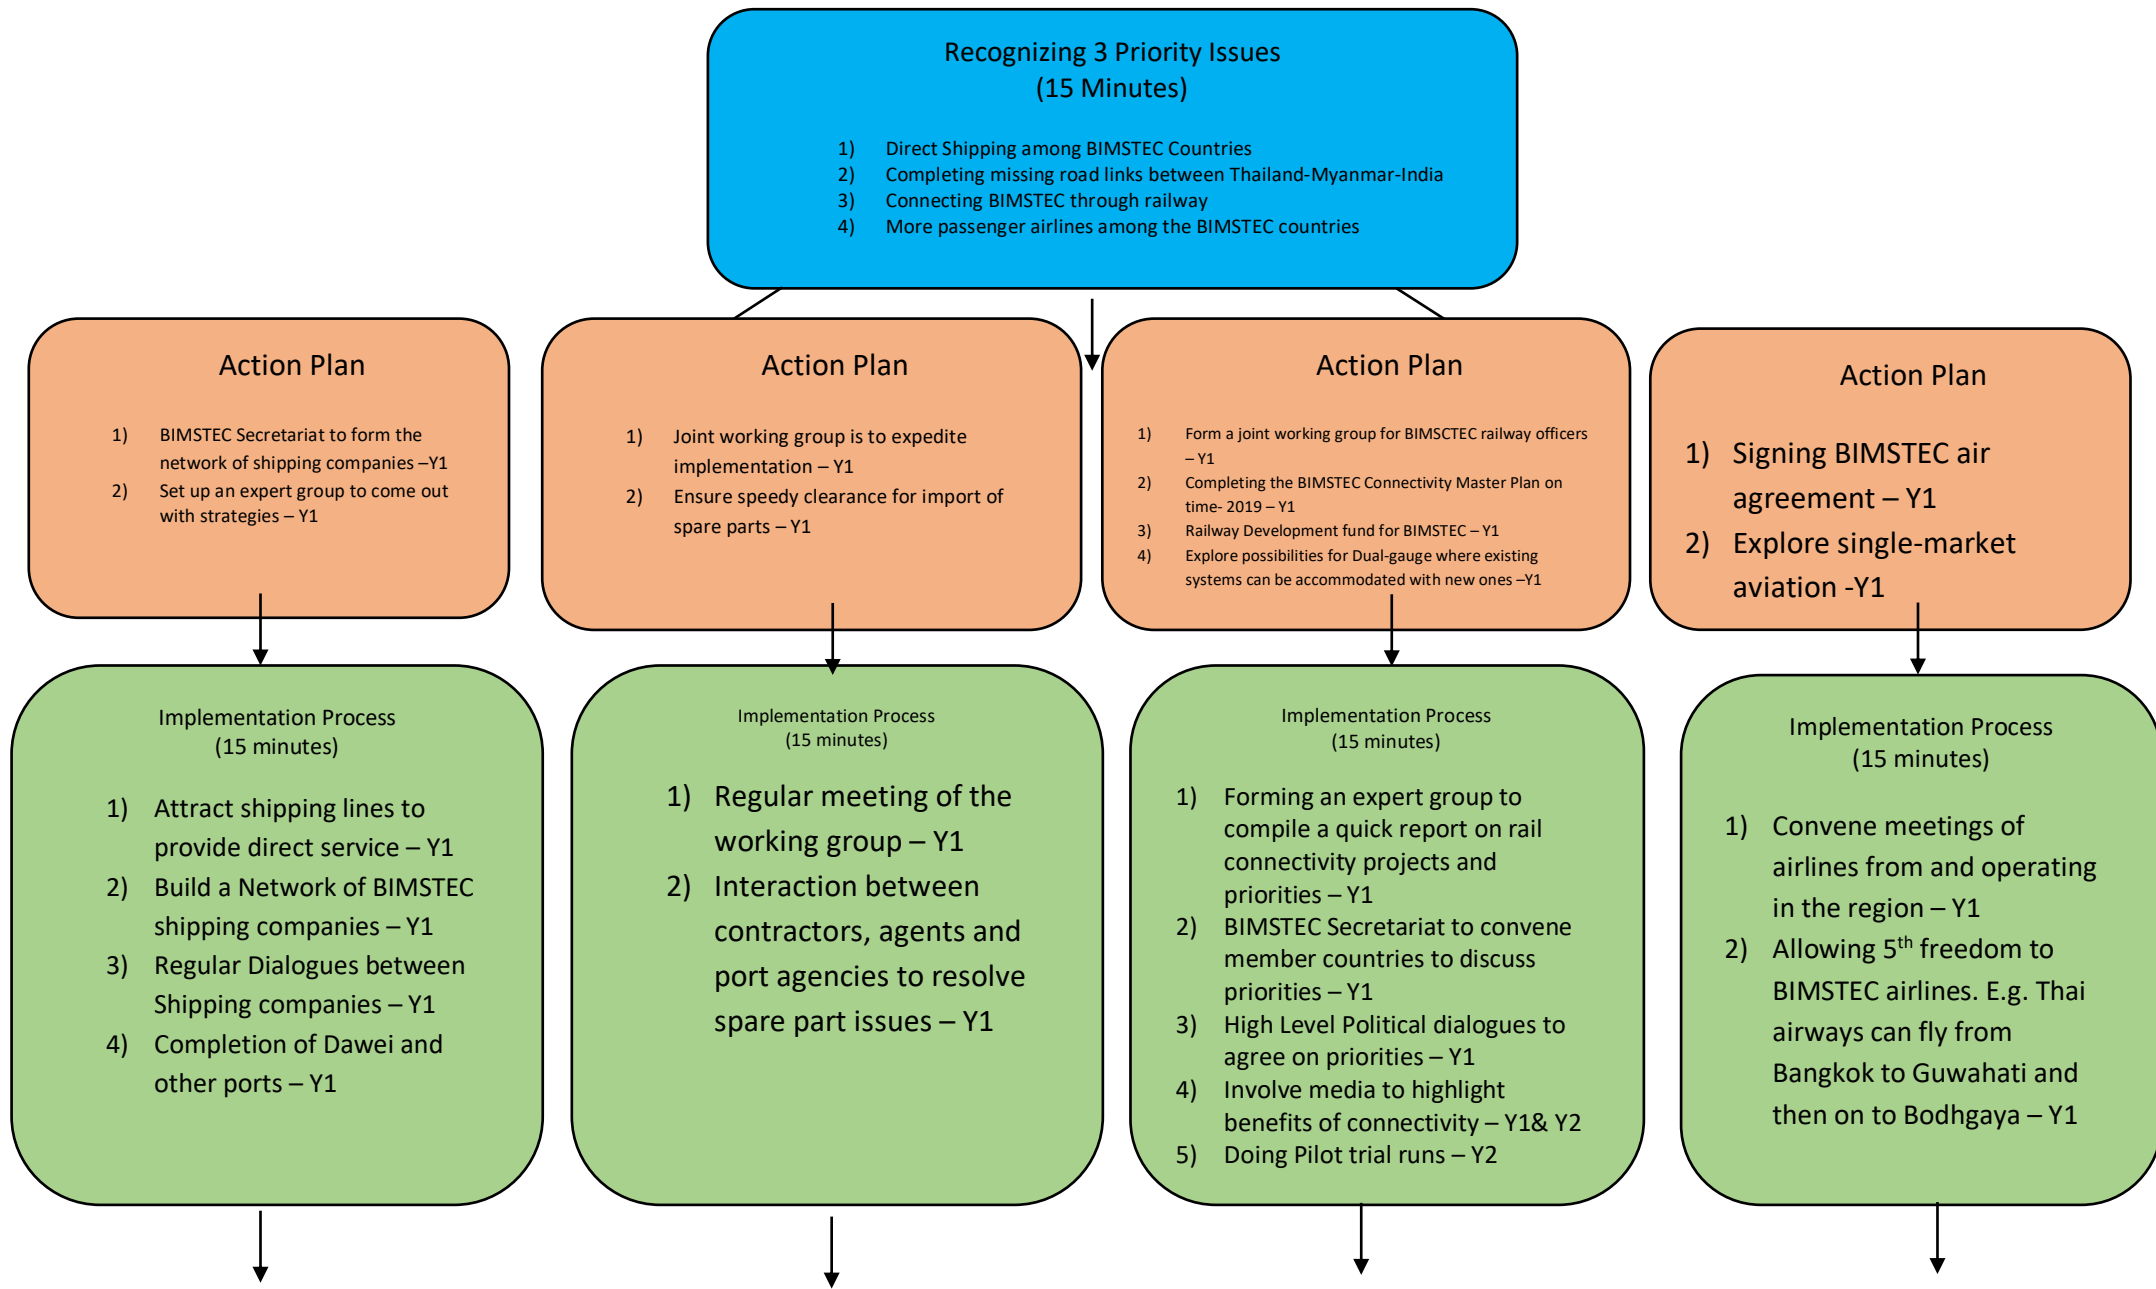 Recognizing 3 Priority Issues
(15 Minutes)
1) Direct Shipping among BIMSTEC Countries
2) Completing missing road links between Thailand-Myanmar-India
3) Connecting BIMSTEC through railway
4) More passenger airlines among the BIMSTEC countries
Action Plan
1) BIMSTEC Secretariat to form the
network of shipping companies –Y1
2) Set up an expert group to come out
with strategies – Y1
Action Plan
1) Joint working group is to expedite
implementation – Y1
2) Ensure speedy clearance for import of
spare parts – Y1
Action Plan
1) Form a joint working group for BIMSCTEC railway officers
– Y1
2) Completing the BIMSTEC Connectivity Master Plan on
time- 2019 – Y1
3) Railway Development fund for BIMSTEC – Y1
4) Explore possibilities for Dual-gauge where existing
systems can be accommodated with new ones –Y1
Action Plan
1) Signing BIMSTEC air
agreement – Y1
2) Explore single-market
aviation -Y1
Implementation Process
(15 minutes)
1) Attract shipping lines to
provide direct service – Y1
2) Build a Network of BIMSTEC
shipping companies – Y1
3) Regular Dialogues between
Shipping companies – Y1
4) Completion of Dawei and
other ports – Y1
Implementation Process
(15 minutes)
1) Regular meeting of the
working group – Y1
2) Interaction between
contractors, agents and
port agencies to resolve
spare part issues – Y1
Implementation Process
(15 minutes)
1) Forming an expert group to
compile a quick report on rail
connectivity projects and
priorities – Y1
2) BIMSTEC Secretariat to convene
member countries to discuss
priorities – Y1
3) High Level Political dialogues to
agree on priorities – Y1
4) Involve media to highlight
benefits of connectivity – Y1& Y2
5) Doing Pilot trial runs – Y2
Implementation Process
(15 minutes)
1) Convene meetings of
airlines from and operating
in the region – Y1
2) Allowing 5th freedom to
BIMSTEC airlines. E.g. Thai
airways can fly from
Bangkok to Guwahati and
then on to Bodhgaya – Y1